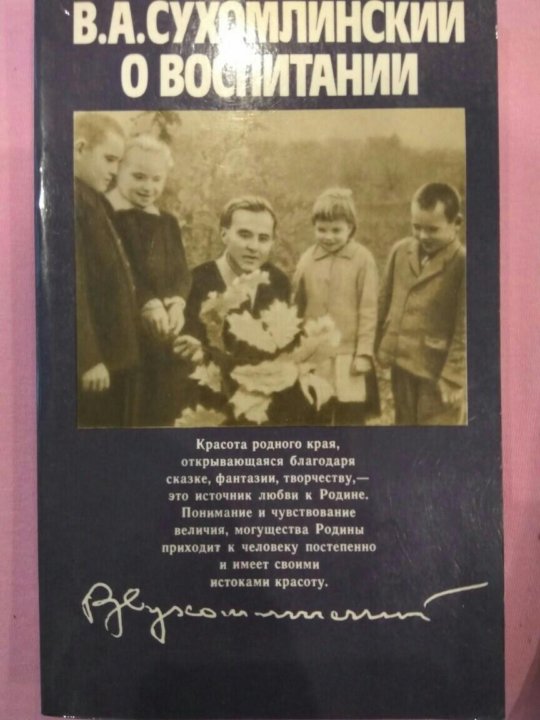 В.А.СУХОМЛИНСКИЙ
О ВОСПИТАНИИ
Красота родного края,
открывающаяся благодаря
сказке, фантазии, творчеству,—
это источник любви к Родине.
Понимание и чувствование
величия, могущества Родины
приходит к человеку постепенно
и имеет своими
истоками красоту.
ВСухомлинский